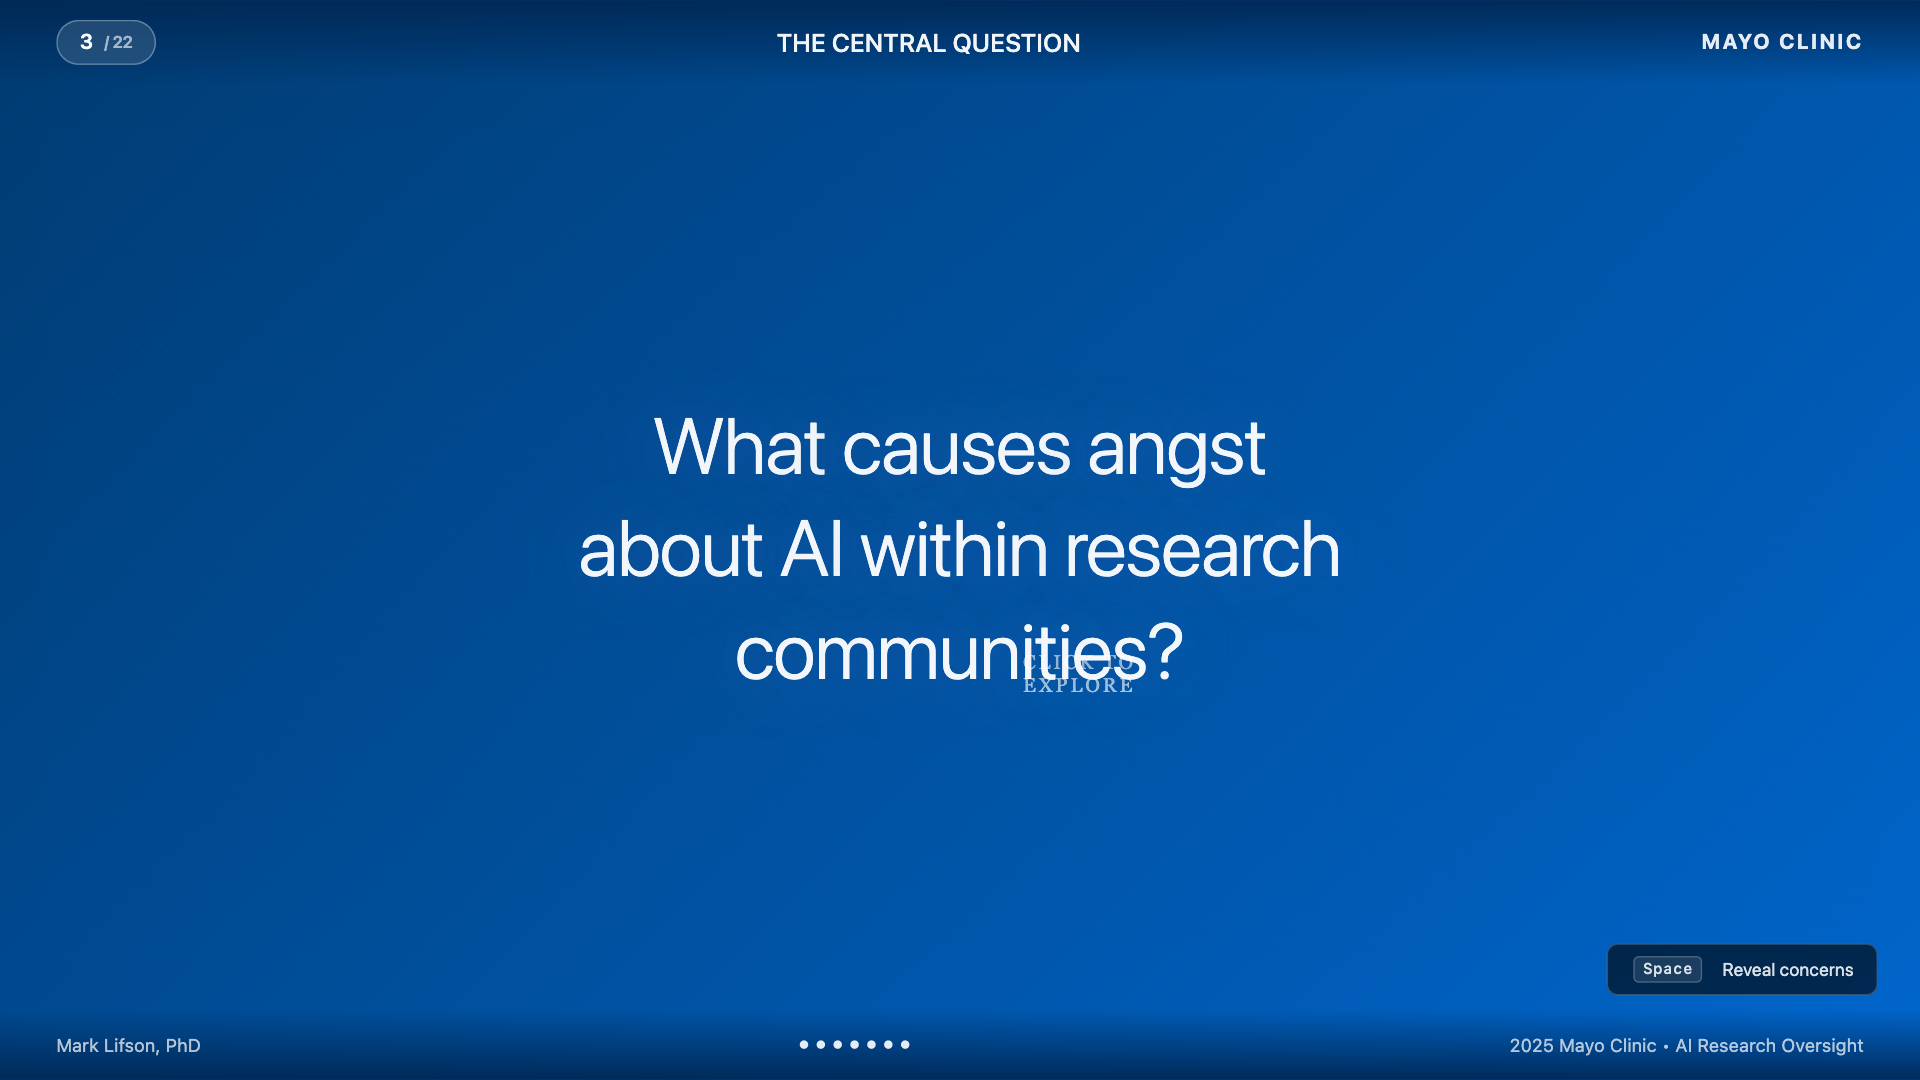 3 / 22
THE CENTRAL QUESTION
MAYO CLINIC
What causes angst
about AI within research
communities?
CLICK TO
EXPLORE
Space Reveal concerns
Mark Lifson, PhD
2025 Mayo Clinic • AI Research Oversight